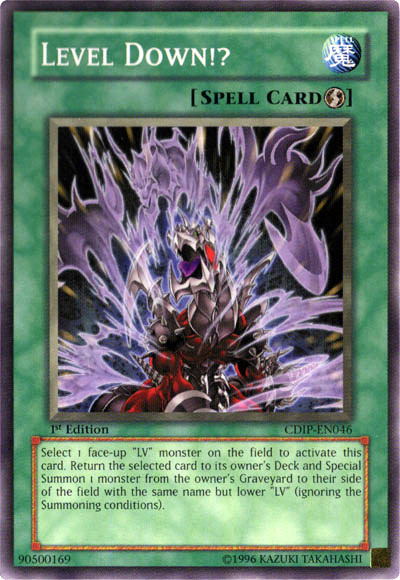 LEVEL DOWN!?
魔
[SPELL CARD]
1st Edition
CDIP-EN046
Select 1 face-up "LV" monster on the field to activate this
card. Return the selected card to its owner's Deck and Special
Summon 1 monster from the owner's Graveyard to their side
of the field with the same name but lower "LV" (ignoring the
Summoning conditions).
90500169
©1996 KAZUKI TAKAHASHI